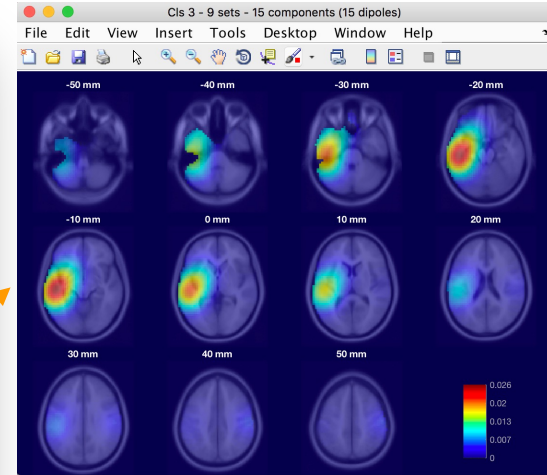 Cls 3 - 9 sets - 15 components (15 dipoles)
File Edit View Insert Tools Desktop Window Help
-50 mm -40 mm -30 mm -20 mm
-10 mm 0 mm 10 mm 20 mm
30 mm 40 mm 50 mm
0.026
0.02
0.013
0.007
0